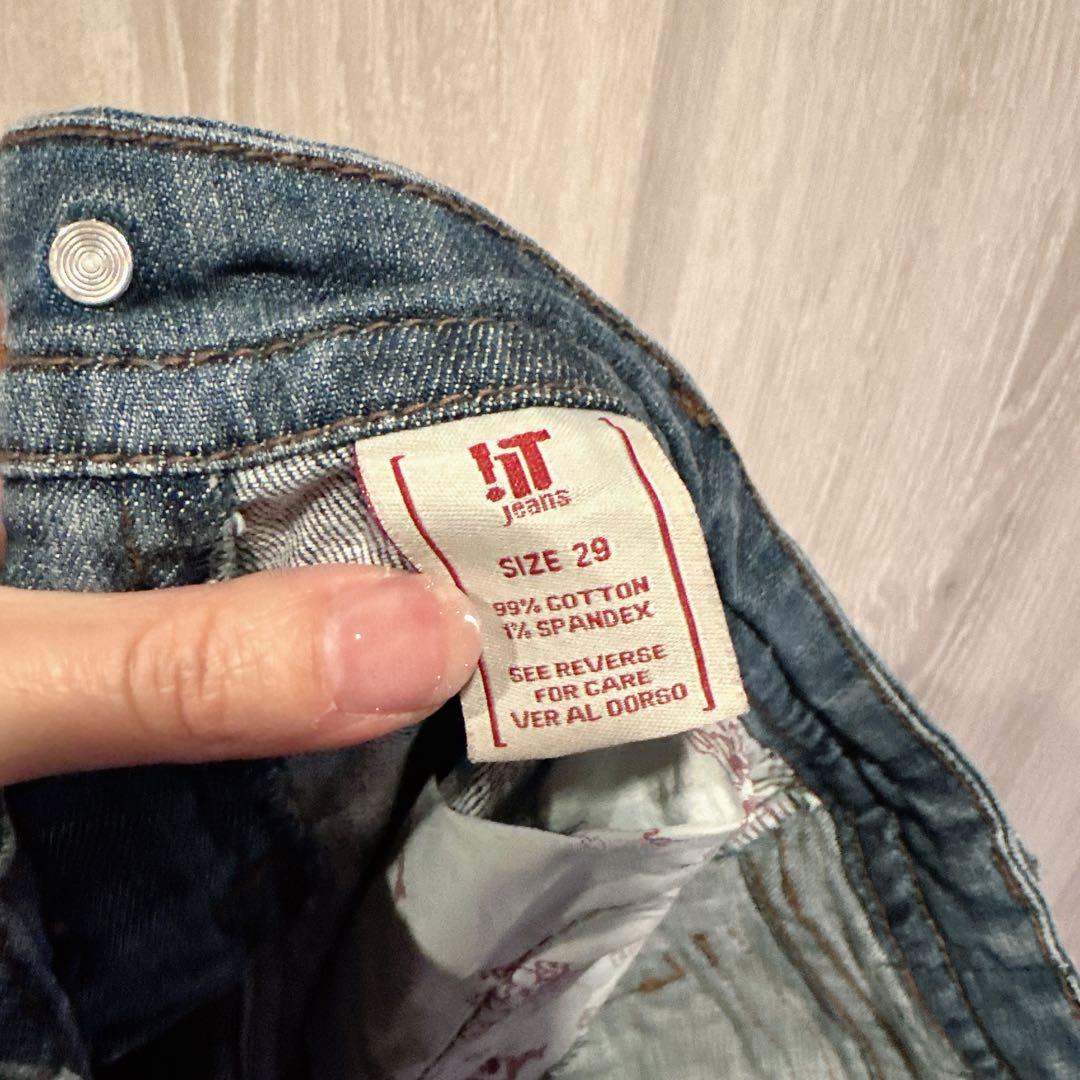 !iT
jeans
SIZE 29
99% COTTON
1% SPANDEX
SEE REVERSE
FOR CARE
VER AL DORSO